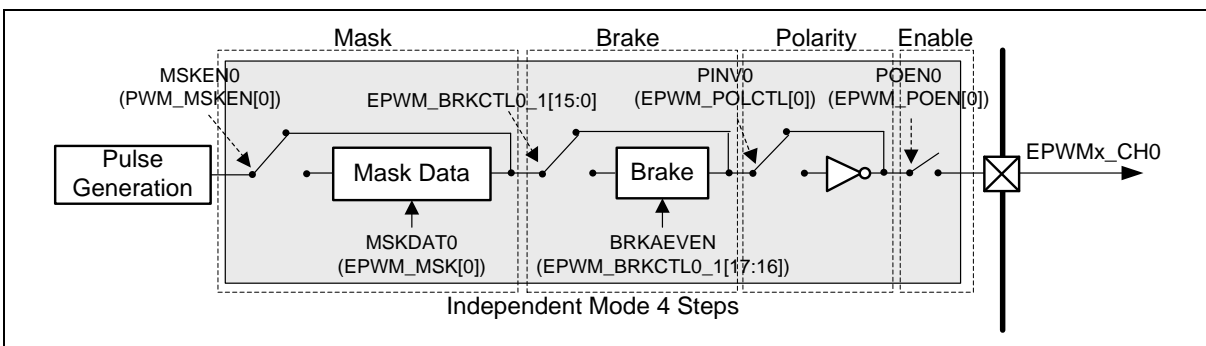 Mask
Brake
Polarity
Enable
MSKEN0
(PWM_MSKEN[0])
EPWM_BRKCTL0_1[15:0]
PINV0
(EPWM_POLCTL[0])
POEN0
(EPWM_POEN[0])
Pulse
Generation
Mask Data
Brake
EPWMx_CH0
MSKDAT0
(EPWM_MSK[0])
BRKAEVEN
(EPWM_BRKCTL0_1[17:16])
Independent Mode 4 Steps